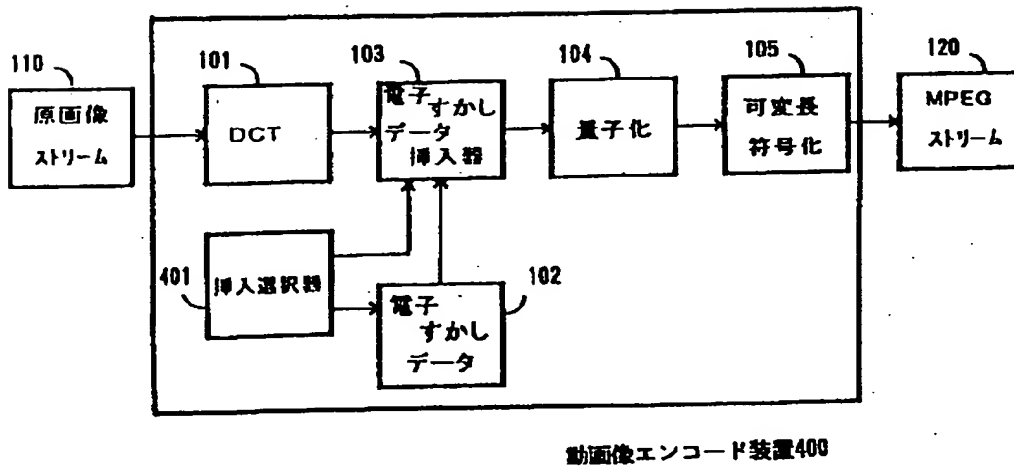 110
原画像
ストリーム
101
DCT
103
電子
すかし
データ
挿入器
104
量子化
105
可変長
符号化
120
MPEG
ストリーム
401
挿入選択器
102
電子
すかし
データ
動画像エンコード装置400